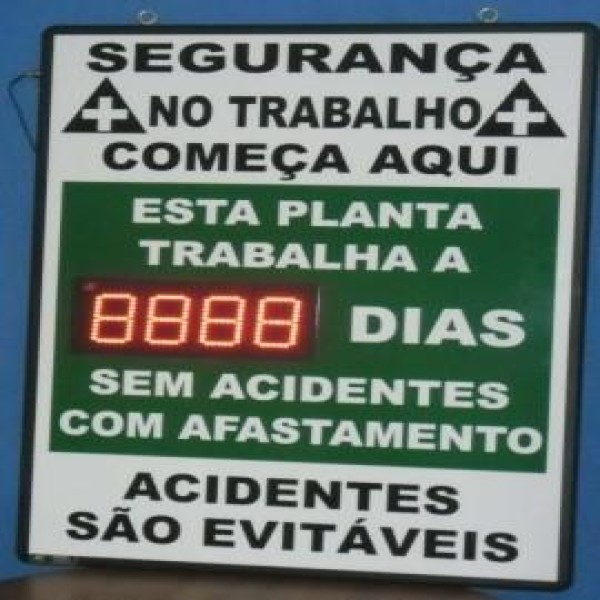 SEGURANÇA
NO TRABALHO
COMEÇA AQUI
ESTA PLANTA
TRABALHA A
8888 DIAS
SEM ACIDENTES
COM AFASTAMENTO
ACIDENTES
SÃO EVITÁVEIS